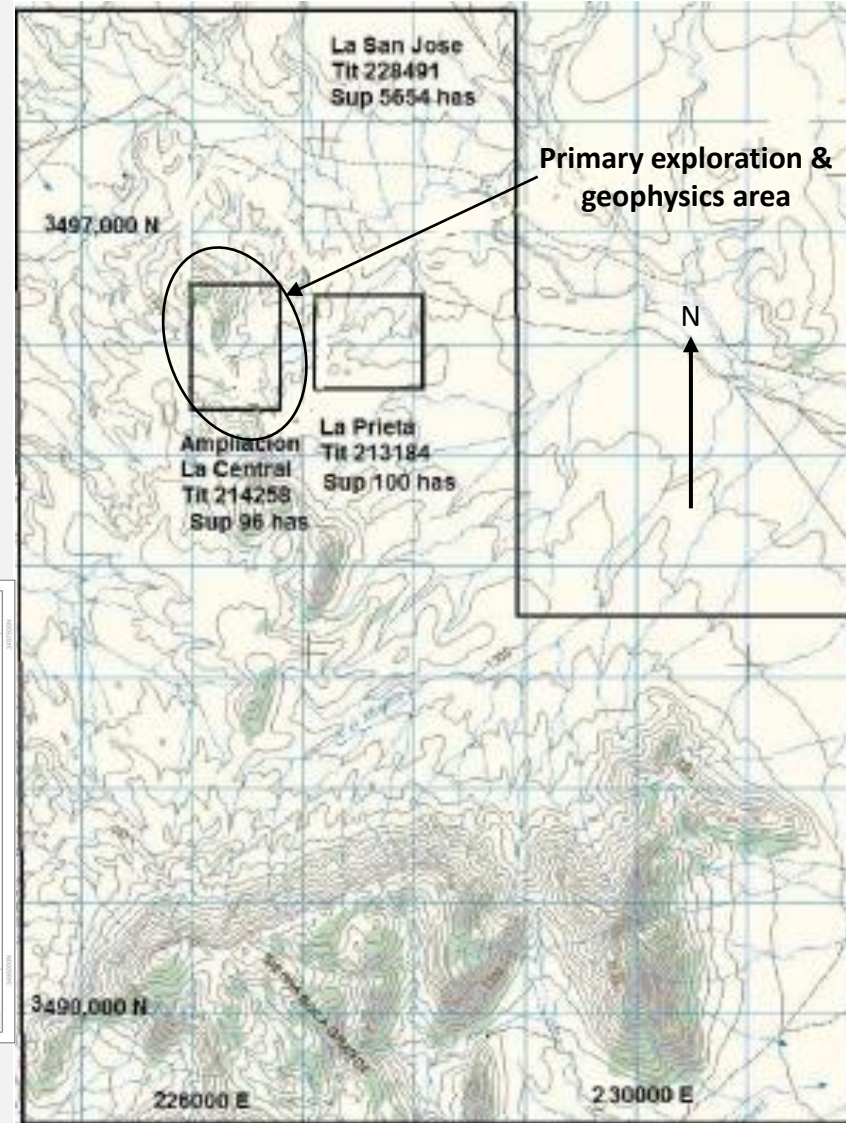 La San Jose
Tit 228491
Sup 5654 has
Primary exploration &
geophysics area
3497,000 N
N
Ampliacion
La Central
Tit 214258
Sup 96 has
La Prieta
Tit 213184
Sup 100 has
3490,000 N
226000 E
230000 E